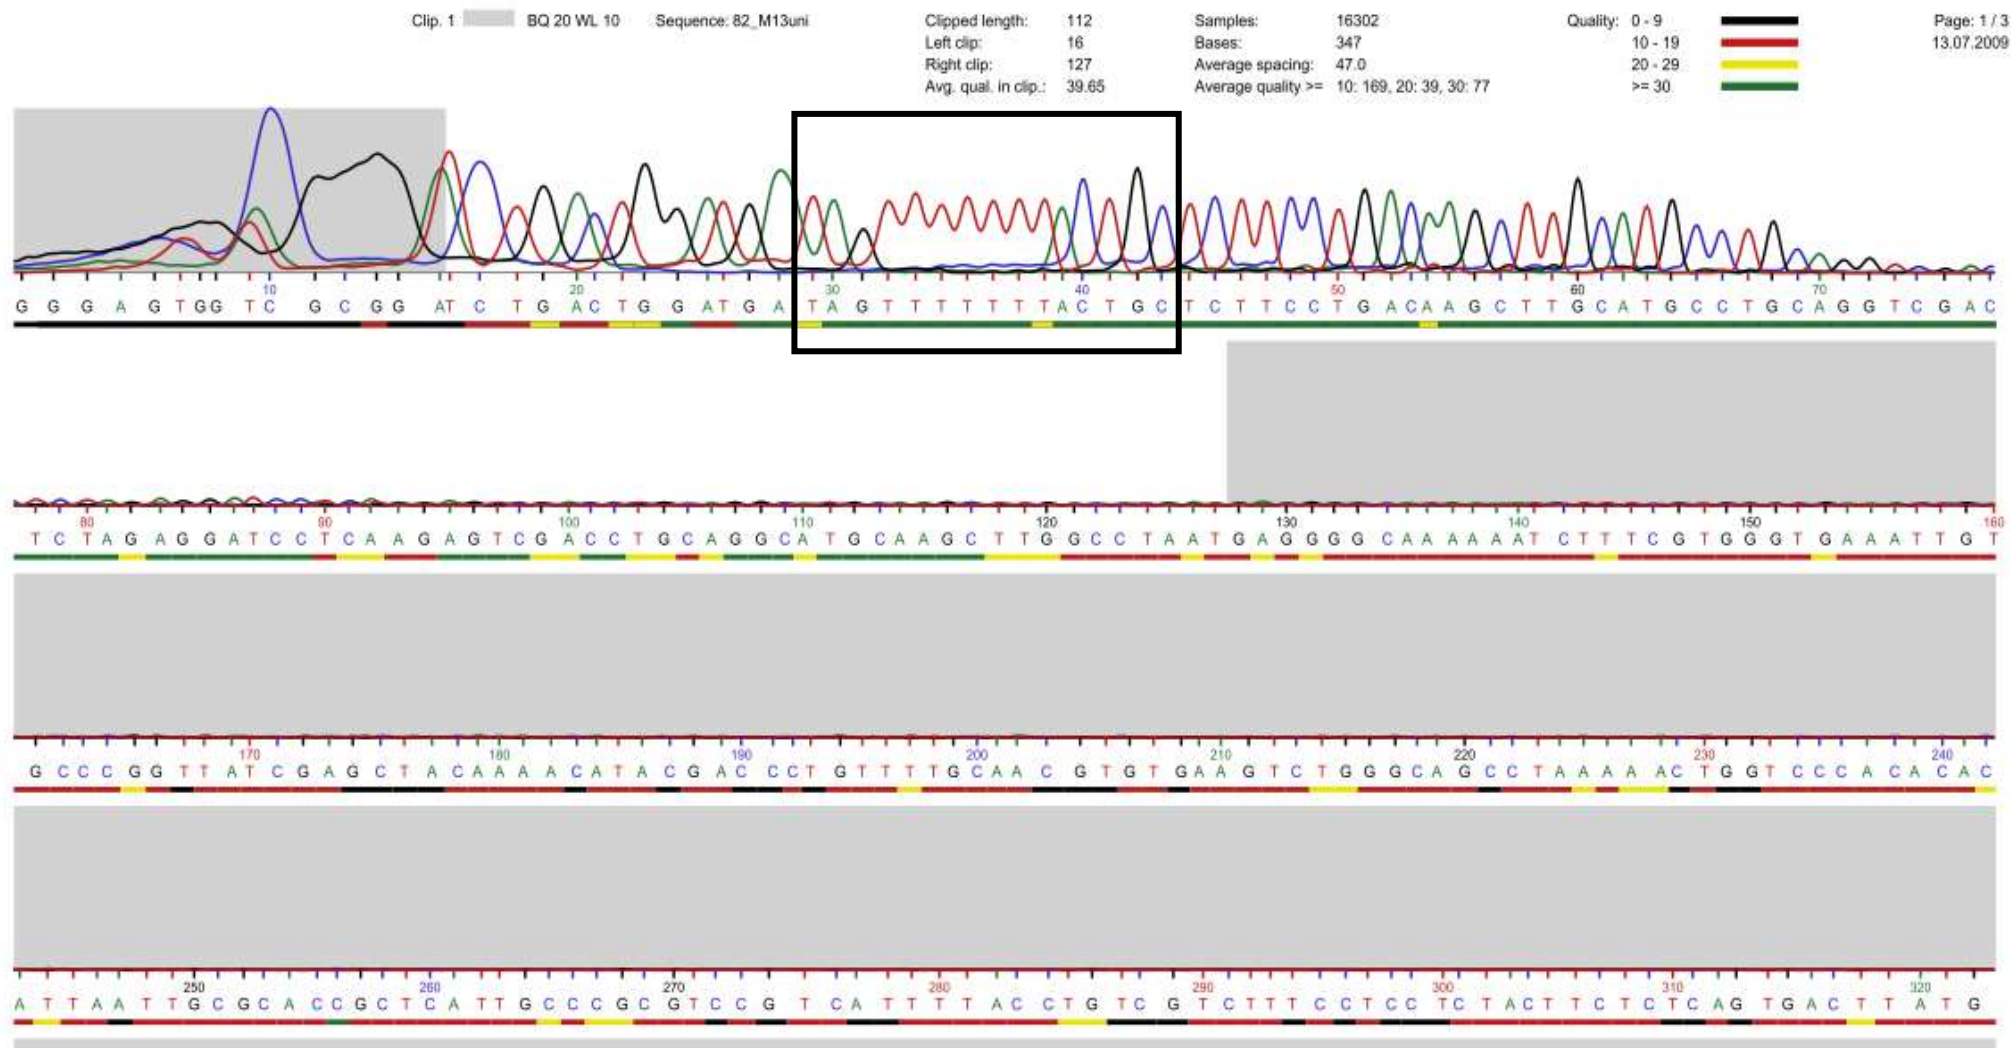 Clip. 1 BQ 20 WL 10 Sequence: 82_M13uni Clipped length: 112 Samples: 16302 Quality: 0 - 9 Page: 1 / 3
Left clip: 16 Bases: 347 10 - 19 13.07.2009
Right clip: 127 Average spacing: 47.0 20 - 29
Avg. qual. in clip.: 39.65 Average quality >= 10: 169, 20: 39, 30: 77 >= 30
10 20 30 40 50 60 70
G G G A G T G G T C G C G G A T C T G A C T G G A T G A T A G T T T T T T T A C T G C T C T T C C T G A C A A G C T T G C A T G C C T G C A G G T C G A C
80 90 100 110 120 130 140 150 160
T C T A G A G G A T C C T C A A G A G T C G A C C T G C A G G C A T G C A A G C T T G G C C T A A T G A G G G G C A A A A A A T C T T T C G T G G G T G A A A T T G T
170 180 190 200 210 220 230 240
G C C C G G T T A T C G A G C T A C A A A A C A T A C G A C C C T G T T T T G C A A C G T G T G A A G T C T G G G C A G C C T A A A A A C T G G T C C C A C A C A C
250 260 270 280 290 300 310 320
A T T A A T T G C G C A C C G C T C A T T G C C C G C G T C C G T C A T T T T A C C T G T C G T C T T T C C T C C T C T A C T T C T C T C A G T G A C T T A T G